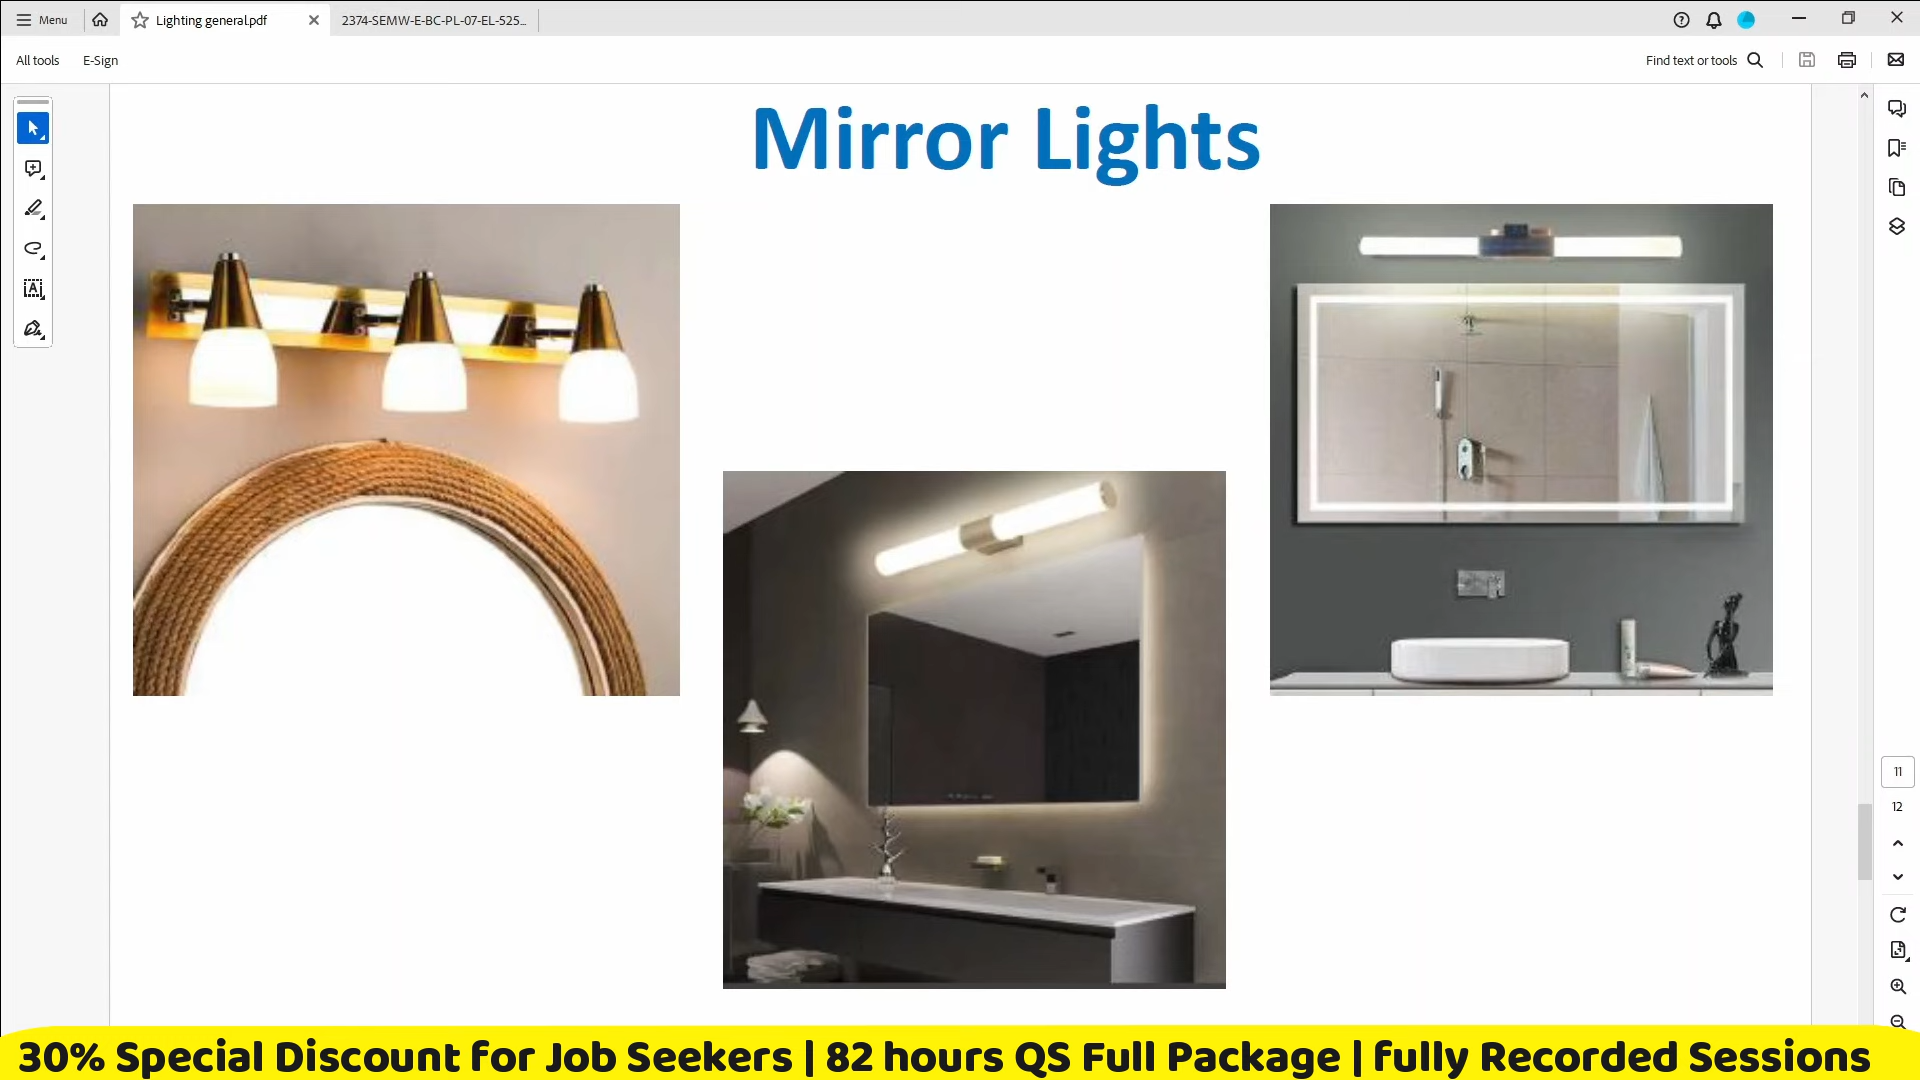 Menu
Lighting general.pdf
2374-SEMW-E-BC-PL-07-EL-525...
All tools
E-Sign
Find text or tools
Mirror Lights
11
12
30% Special Discount for Job Seekers | 82 hours QS Full Package | fully Recorded Sessions